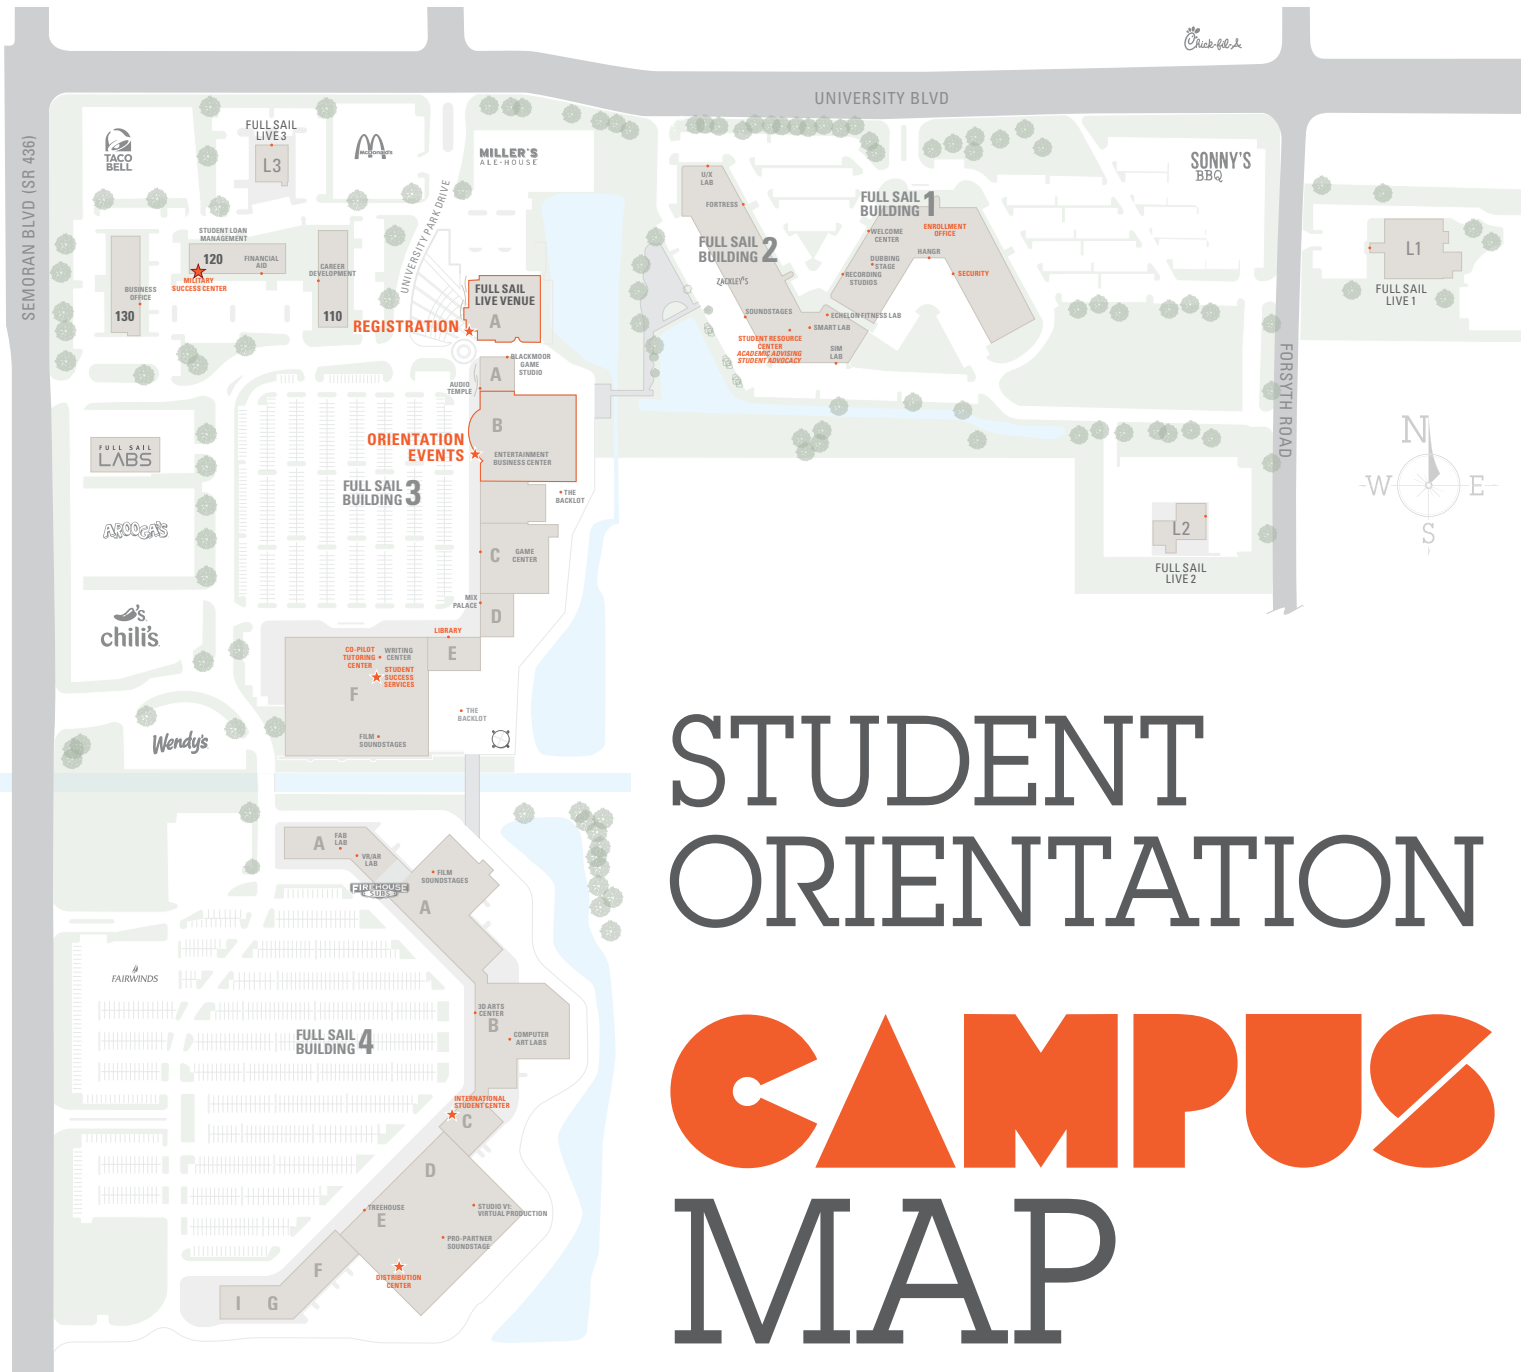 Chick-fil-A
UNIVERSITY BLVD
SEMORAN BLVD (SR 436)
TACO
BELL
FULL SAIL
LIVE 3
L3
McDonald's
MILLER'S
ALE-HOUSE
UNIVERSITY PARK DRIVE
SONNY'S
BBQ
U/X
LAB
FORTRESS
FULL SAIL
BUILDING 2
ZACKLEY'S
SOUNDSTAGES
STUDENT RESOURCE
CENTER
ACADEMIC ADVISING
STUDENT ADVOCACY
SMART LAB
SIM
LAB
ECHELON FITNESS LAB
FULL SAIL
BUILDING 1
ENROLLMENT
OFFICE
WELCOME
CENTER
HANGR
DUBBING
STAGE
RECORDING
STUDIOS
SECURITY
L1
FULL SAIL
LIVE 1
FORSYTH ROAD
STUDENT LOAN
MANAGEMENT
120
FINANCIAL
AID
MILITARY
SUCCESS CENTER
BUSINESS
OFFICE
130
CAREER
DEVELOPMENT
110
FULL SAIL
LIVE VENUE
A
REGISTRATION
BLACKMOOR
GAME
STUDIO
A
AUDIO
TEMPLE
B
ORIENTATION
EVENTS
ENTERTAINMENT
BUSINESS CENTER
FULL SAIL
BUILDING 3
THE
BACKLOT
C
GAME
CENTER
MIX
PALACE
D
LIBRARY
E
CO-PILOT
TUTORING
CENTER
WRITING
CENTER
STUDENT
SUCCESS
SERVICES
F
THE
BACKLOT
FILM
SOUNDSTAGES
FULL SAIL
LABS
AROOGA'S
chili's
Wendy's
N
W
E
S
L2
FULL SAIL
LIVE 2
A
FAB
LAB
VR/AR
LAB
FIREHOUSE
SUBS
FILM
SOUNDSTAGES
A
FAIRWINDS
3D ARTS
CENTER
B
COMPUTER
ART LABS
FULL SAIL
BUILDING 4
INTERNATIONAL
STUDENT CENTER
C
D
TREEHOUSE
E
STUDIO V1:
VIRTUAL PRODUCTION
PRO-PARTNER
SOUNDSTAGE
F
DISTRIBUTION
CENTER
I
G
STUDENT
ORIENTATION
CAMPUS
MAP